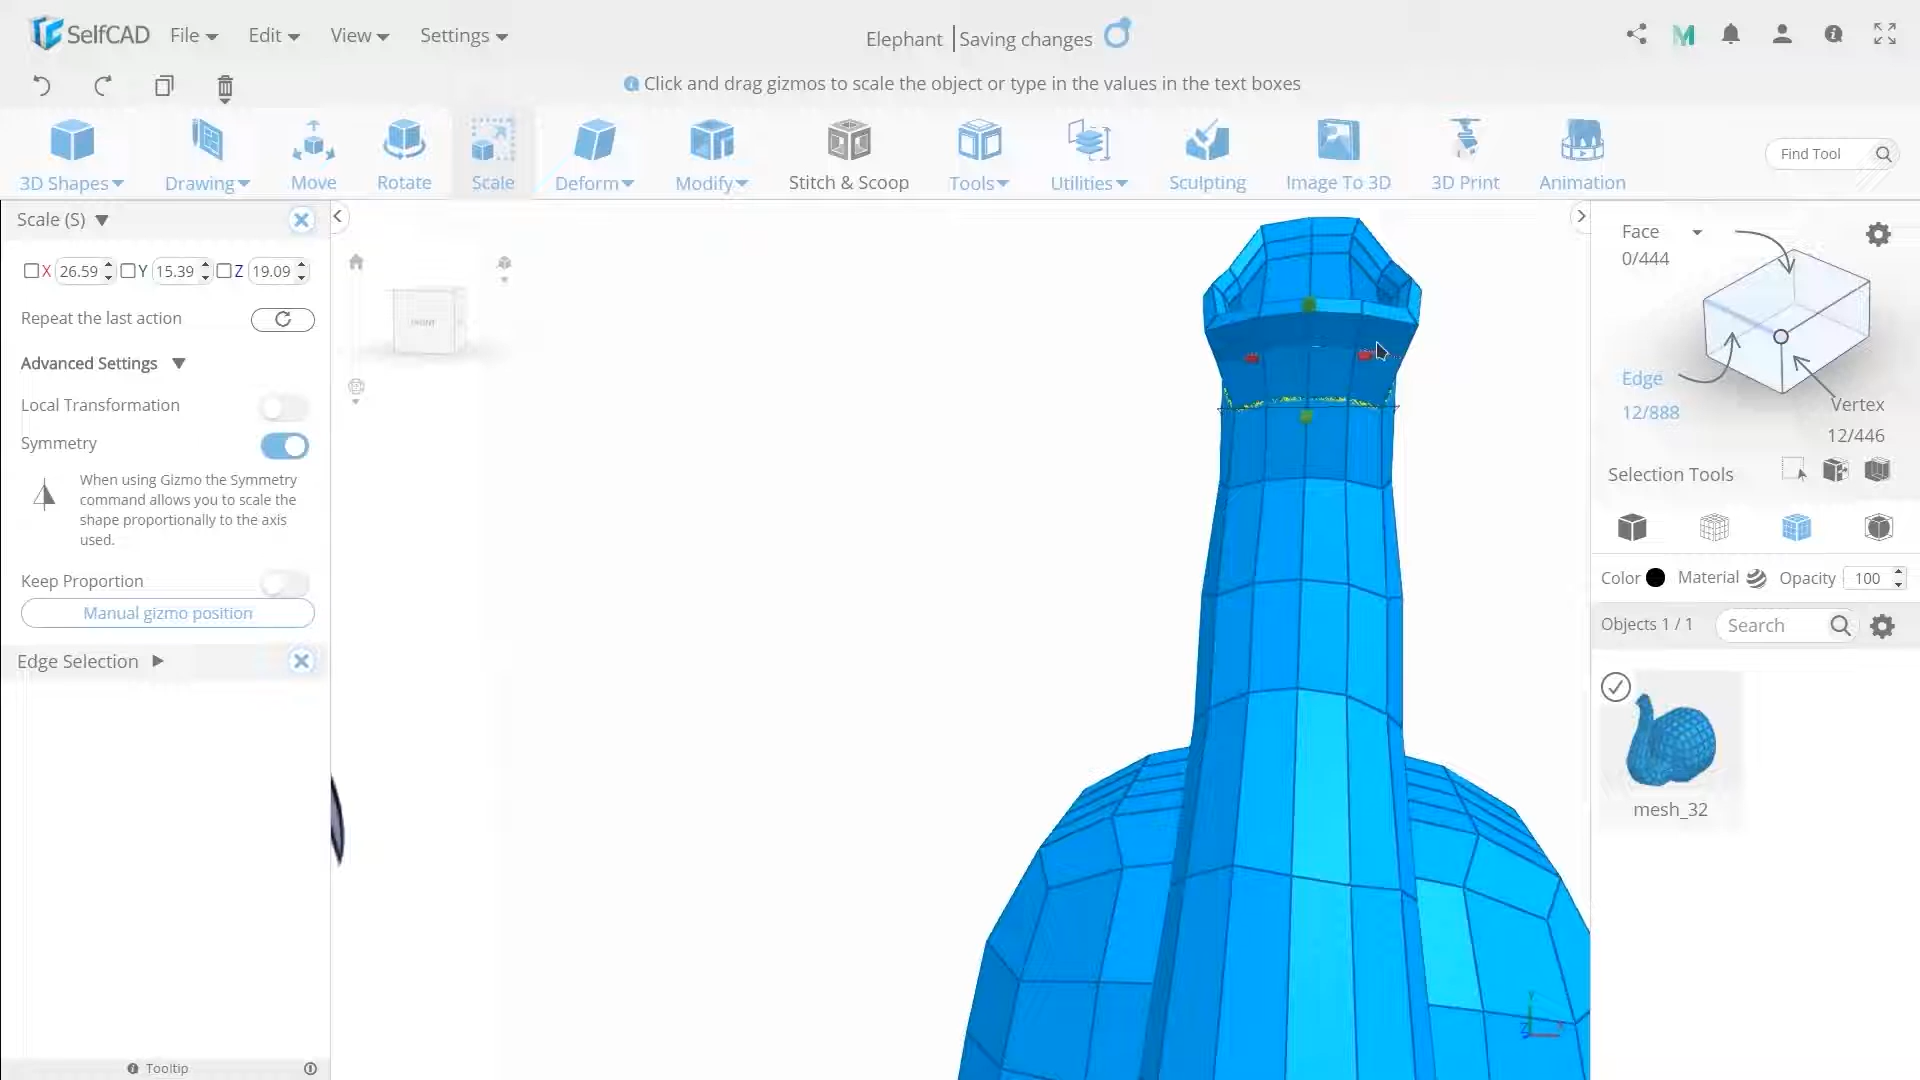 SelfCAD File Edit View Settings
Elephant | Saving changes
Click and drag gizmos to scale the object or type in the values in the text boxes
3D Shapes Drawing Move Rotate Scale Deform Modify Stitch & Scoop Tools Utilities Sculpting Image To 3D 3D Print Animation
Find Tool
Scale (S)
X 26.59 Y 15.39 Z 19.09
Repeat the last action
Advanced Settings
Local Transformation
Symmetry
When using Gizmo the Symmetry
command allows you to scale the
shape proportionally to the axis
used.
Keep Proportion
Manual gizmo position
Edge Selection
Tooltip
FRONT
Face
0/444
Edge
12/888
Vertex
12/446
Selection Tools
Color Material Opacity 100
Objects 1 / 1 Search
mesh_32